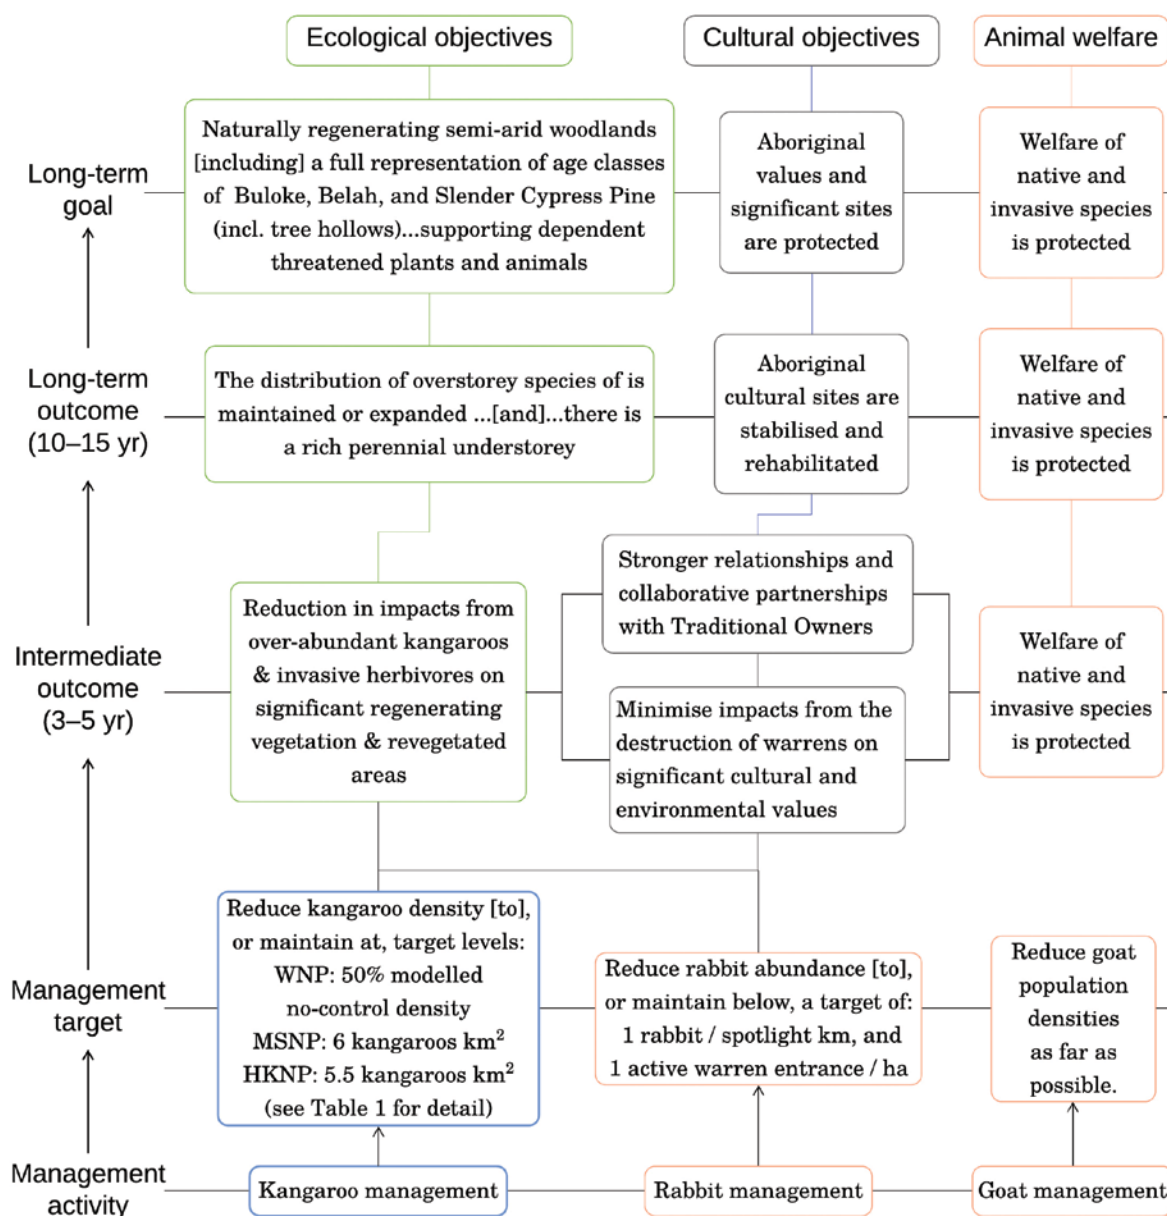 Ecological objectives
Cultural objectives
Animal welfare
Long-term
goal
Naturally regenerating semi-arid woodlands
[including] a full representation of age classes
of Buloke, Belah, and Slender Cypress Pine
(incl. tree hollows)...supporting dependent
threatened plants and animals
Aboriginal
values and
significant sites
are protected
Welfare of
native and
invasive species
is protected
Long-term
outcome
(10–15 yr)
The distribution of overstorey species of is
maintained or expanded ...[and]...there is
a rich perennial understorey
Aboriginal
cultural sites are
stabilised and
rehabilitated
Welfare of
native and
invasive species
is protected
Intermediate
outcome
(3–5 yr)
Reduction in impacts from
over-abundant kangaroos
& invasive herbivores on
significant regenerating
vegetation & revegetated
areas
Stronger relationships and
collaborative partnerships
with Traditional Owners
Minimise impacts from the
destruction of warrens on
significant cultural and
environmental values
Welfare of
native and
invasive species
is protected
Management
target
Reduce kangaroo density [to],
or maintain at, target levels:
WNP: 50% modelled
no-control density
MSNP: 6 kangaroos km²
HKNP: 5.5 kangaroos km²
(see Table 1 for detail)
Reduce rabbit abundance [to],
or maintain below, a target of:
1 rabbit / spotlight km, and
1 active warren entrance / ha
Reduce goat
population
densities
as far as
possible.
Management
activity
Kangaroo management
Rabbit management
Goat management